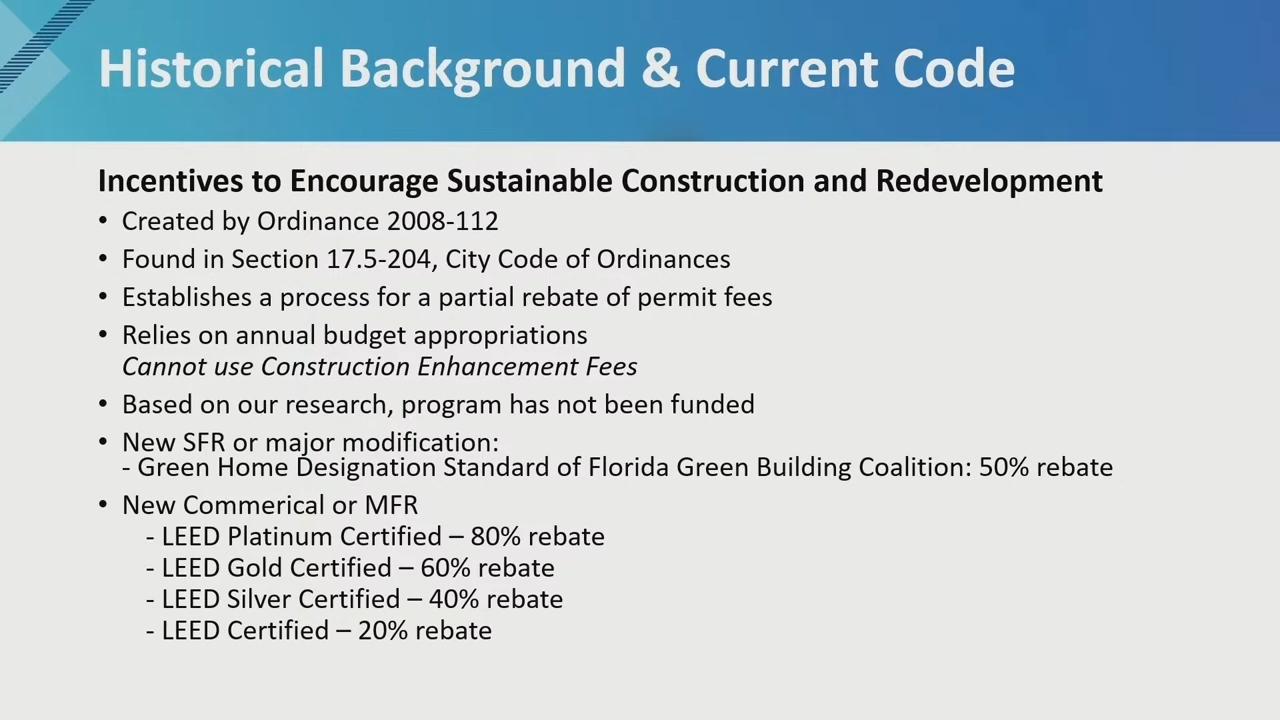 Historical Background & Current Code
Incentives to Encourage Sustainable Construction and Redevelopment
• Created by Ordinance 2008-112
• Found in Section 17.5-204, City Code of Ordinances
• Establishes a process for a partial rebate of permit fees
• Relies on annual budget appropriations
Cannot use Construction Enhancement Fees
• Based on our research, program has not been funded
• New SFR or major modification:
- Green Home Designation Standard of Florida Green Building Coalition: 50% rebate
• New Commerical or MFR
- LEED Platinum Certified – 80% rebate
- LEED Gold Certified – 60% rebate
- LEED Silver Certified – 40% rebate
- LEED Certified – 20% rebate